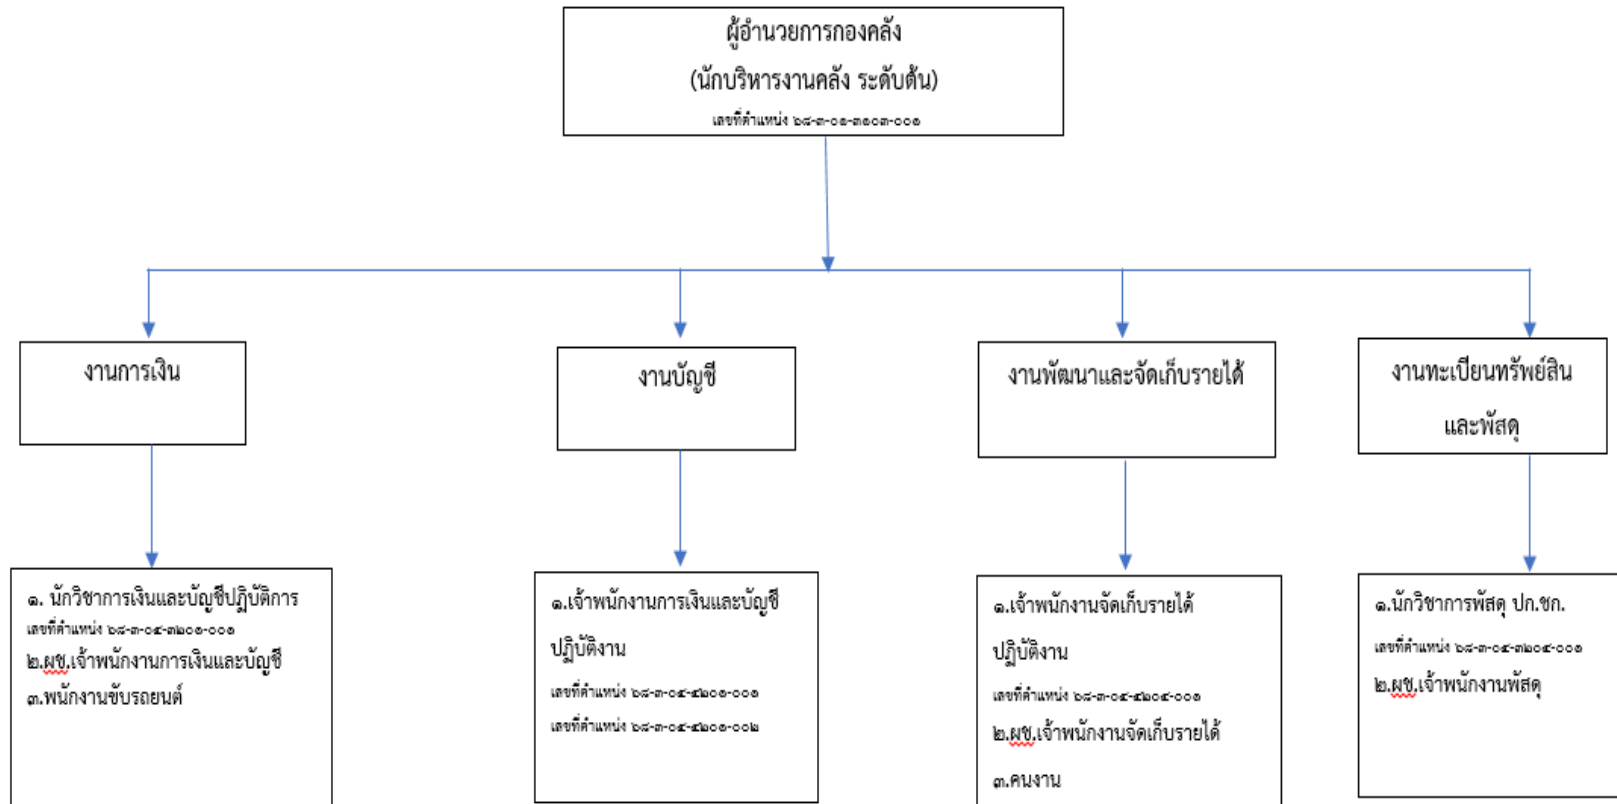 ผู้อำนวยการกองคลัง
(นักบริหารงานคลัง ระดับต้น)
เลขที่ตำแหน่ง ๖๘-๓-๐๑-๓๑๐๓-๐๐๑
งานการเงิน
งานบัญชี
งานพัฒนาและจัดเก็บรายได้
งานทะเบียนทรัพย์สิน
และพัสดุ
๑. นักวิชาการเงินและบัญชีปฏิบัติการ
เลขที่ตำแหน่ง ๖๘-๓-๐๔-๓๒๐๑-๐๐๑
๒.ผช.เจ้าพนักงานการเงินและบัญชี
๓.พนักงานขับรถยนต์
๑.เจ้าพนักงานการเงินและบัญชี
ปฏิบัติงาน
เลขที่ตำแหน่ง ๖๘-๓-๐๔-๔๒๐๑-๐๐๑
เลขที่ตำแหน่ง ๖๘-๓-๐๔-๔๒๐๑-๐๐๒
๑.เจ้าพนักงานจัดเก็บรายได้
ปฏิบัติงาน
เลขที่ตำแหน่ง ๖๘-๓-๐๔-๔๒๐๔-๐๐๑
๒.ผช.เจ้าพนักงานจัดเก็บรายได้
๓.คนงาน
๑.นักวิชาการพัสดุ ปก.ชก.
เลขที่ตำแหน่ง ๖๘-๓-๐๔-๓๒๐๔-๐๐๑
๒.ผช.เจ้าพนักงานพัสดุ